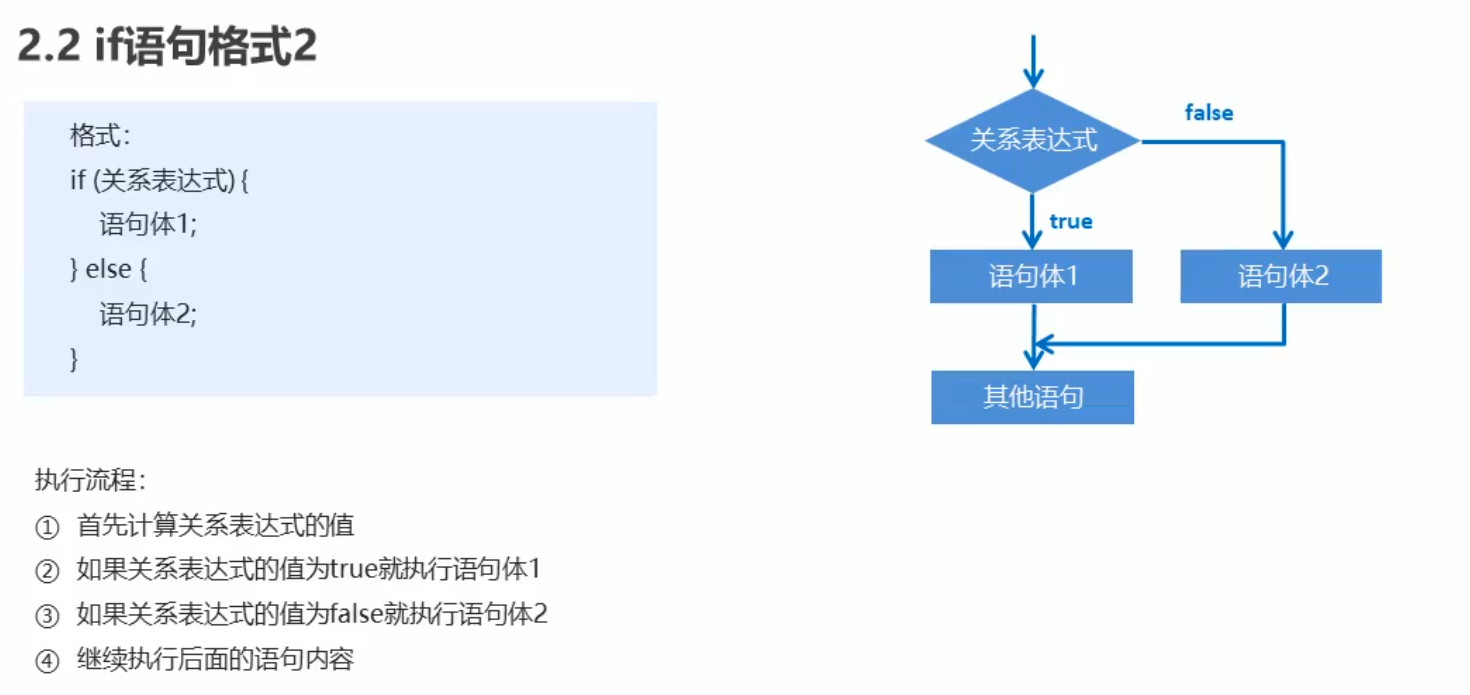 2.2 if语句格式2
格式：
if (关系表达式) {
语句体1;
} else {
语句体2;
}
执行流程：
① 首先计算关系表达式的值
② 如果关系表达式的值为true就执行语句体1
③ 如果关系表达式的值为false就执行语句体2
④ 继续执行后面的语句内容
关系表达式
false
true
语句体1
语句体2
其他语句